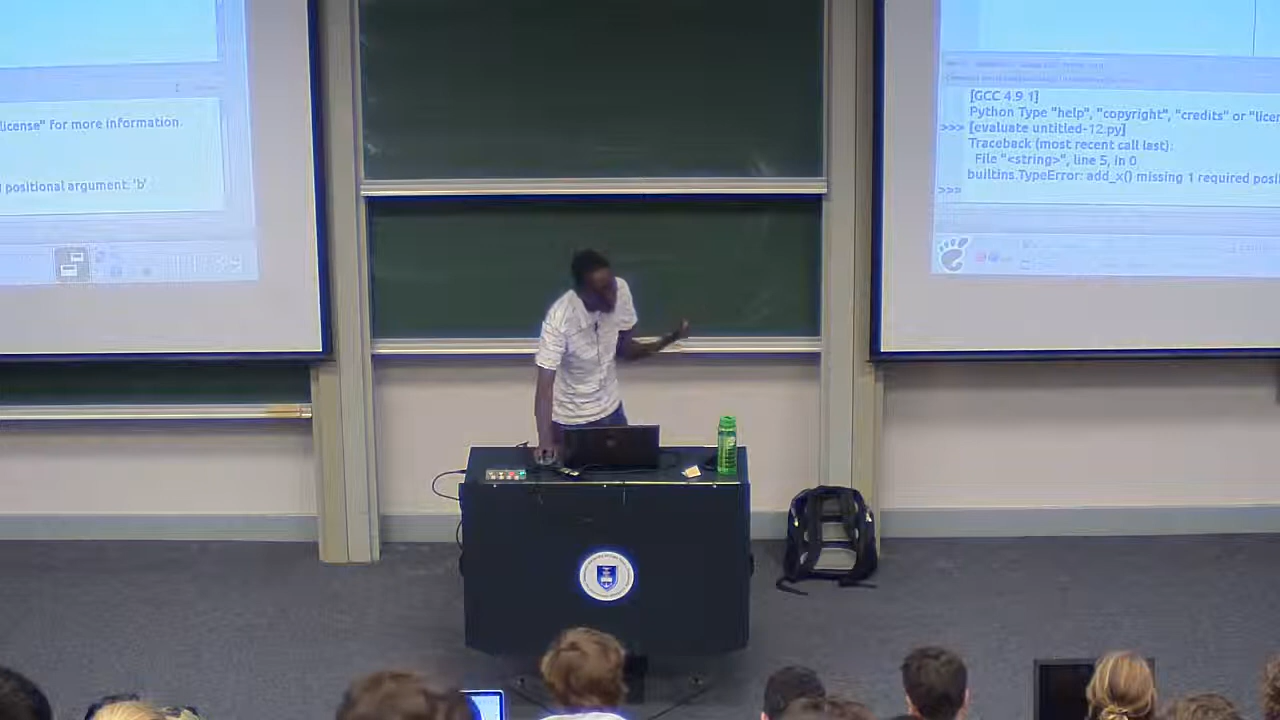 license" for more information.
positional argument: 'b'
[GCC 4.9 1]
Python Type "help", "copyright", "credits" or "licen
>>> [evaluate untitled-12.py]
Traceback (most recent call last):
File "<string>", line 5, in 0
builtins.TypeError: add_x() missing 1 required posi
>>>